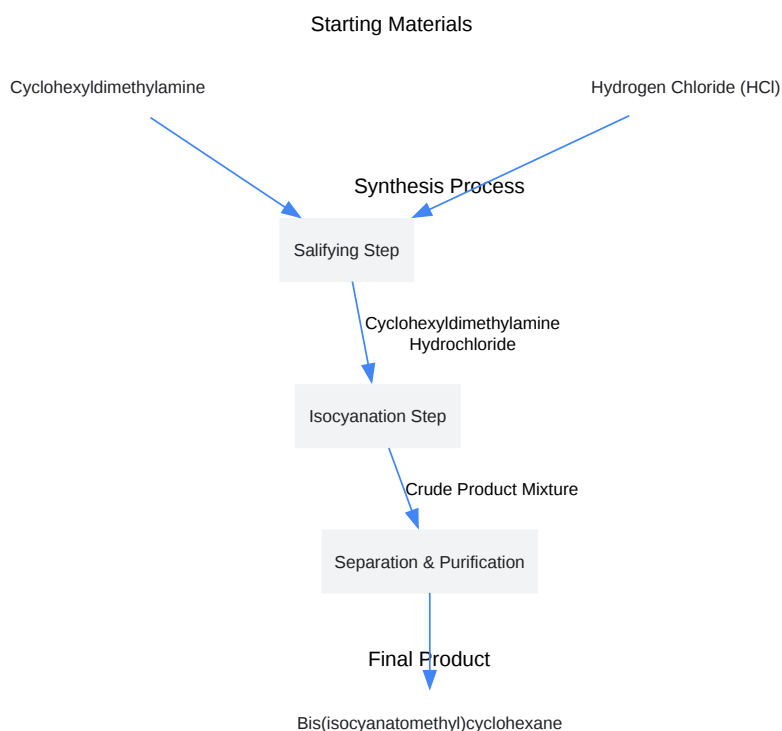 Starting Materials
Cyclohexyldimethylamine
Hydrogen Chloride (HCl)
Synthesis Process
Salifying Step
Cyclohexyldimethylamine
Hydrochloride
Isocyanation Step
Crude Product Mixture
Separation & Purification
Final Product
Bis(isocyanatomethyl)cyclohexane